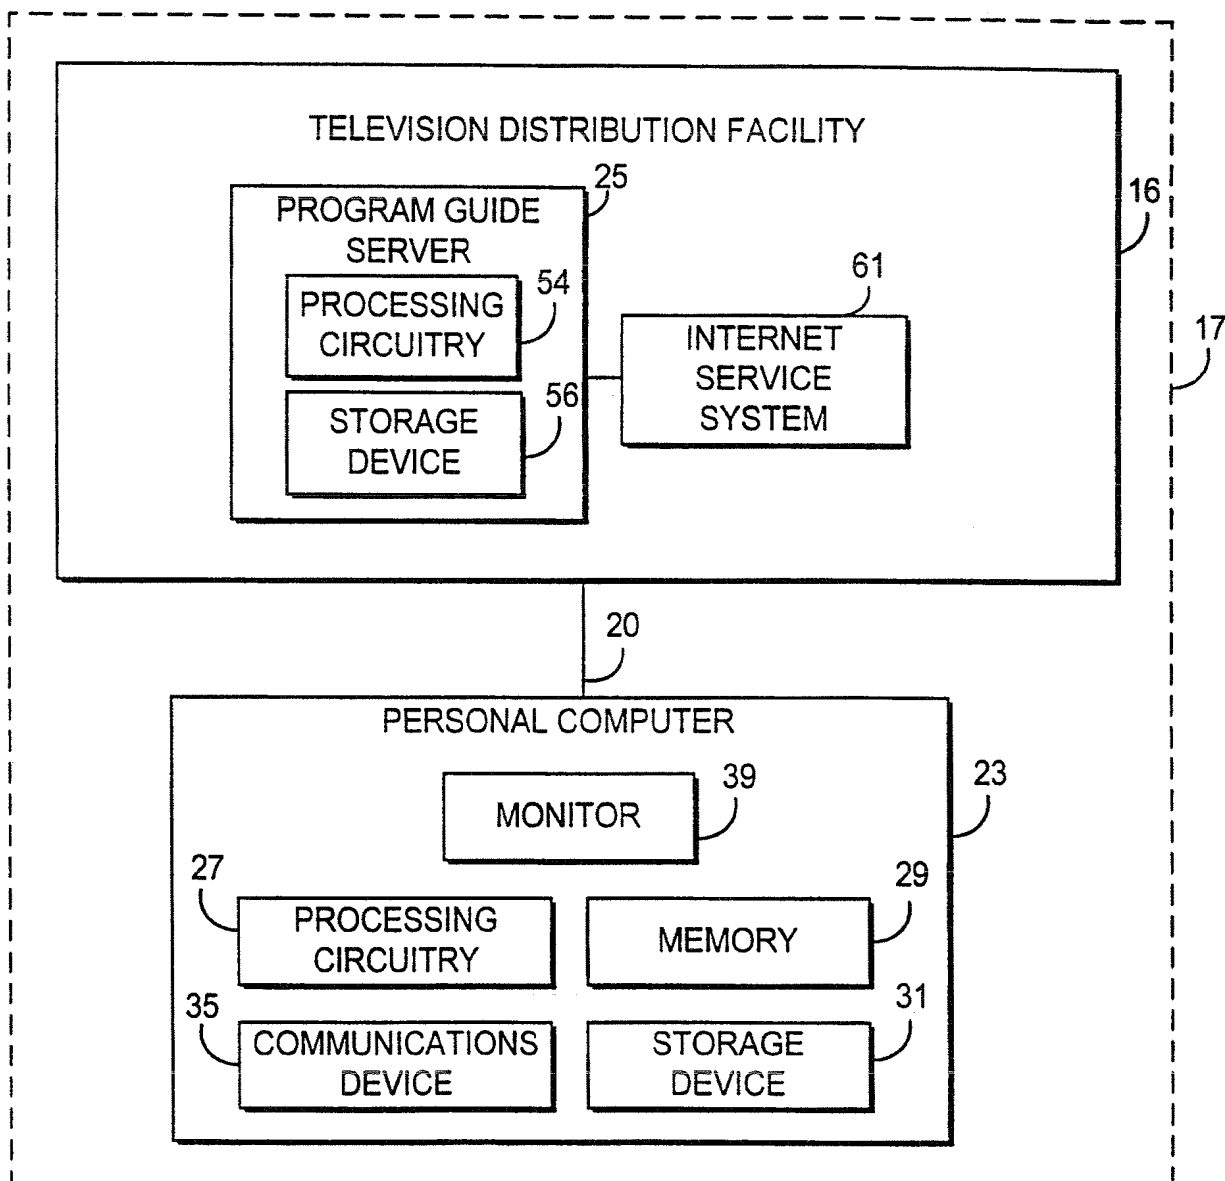 TELEVISION DISTRIBUTION FACILITY
25
PROGRAM GUIDE
SERVER
16
54
PROCESSING
CIRCUITRY
61
INTERNET
SERVICE
SYSTEM
17
56
STORAGE
DEVICE
20
PERSONAL COMPUTER
39
MONITOR
23
27
PROCESSING
CIRCUITRY
29
MEMORY
35
COMMUNICATIONS
DEVICE
31
STORAGE
DEVICE